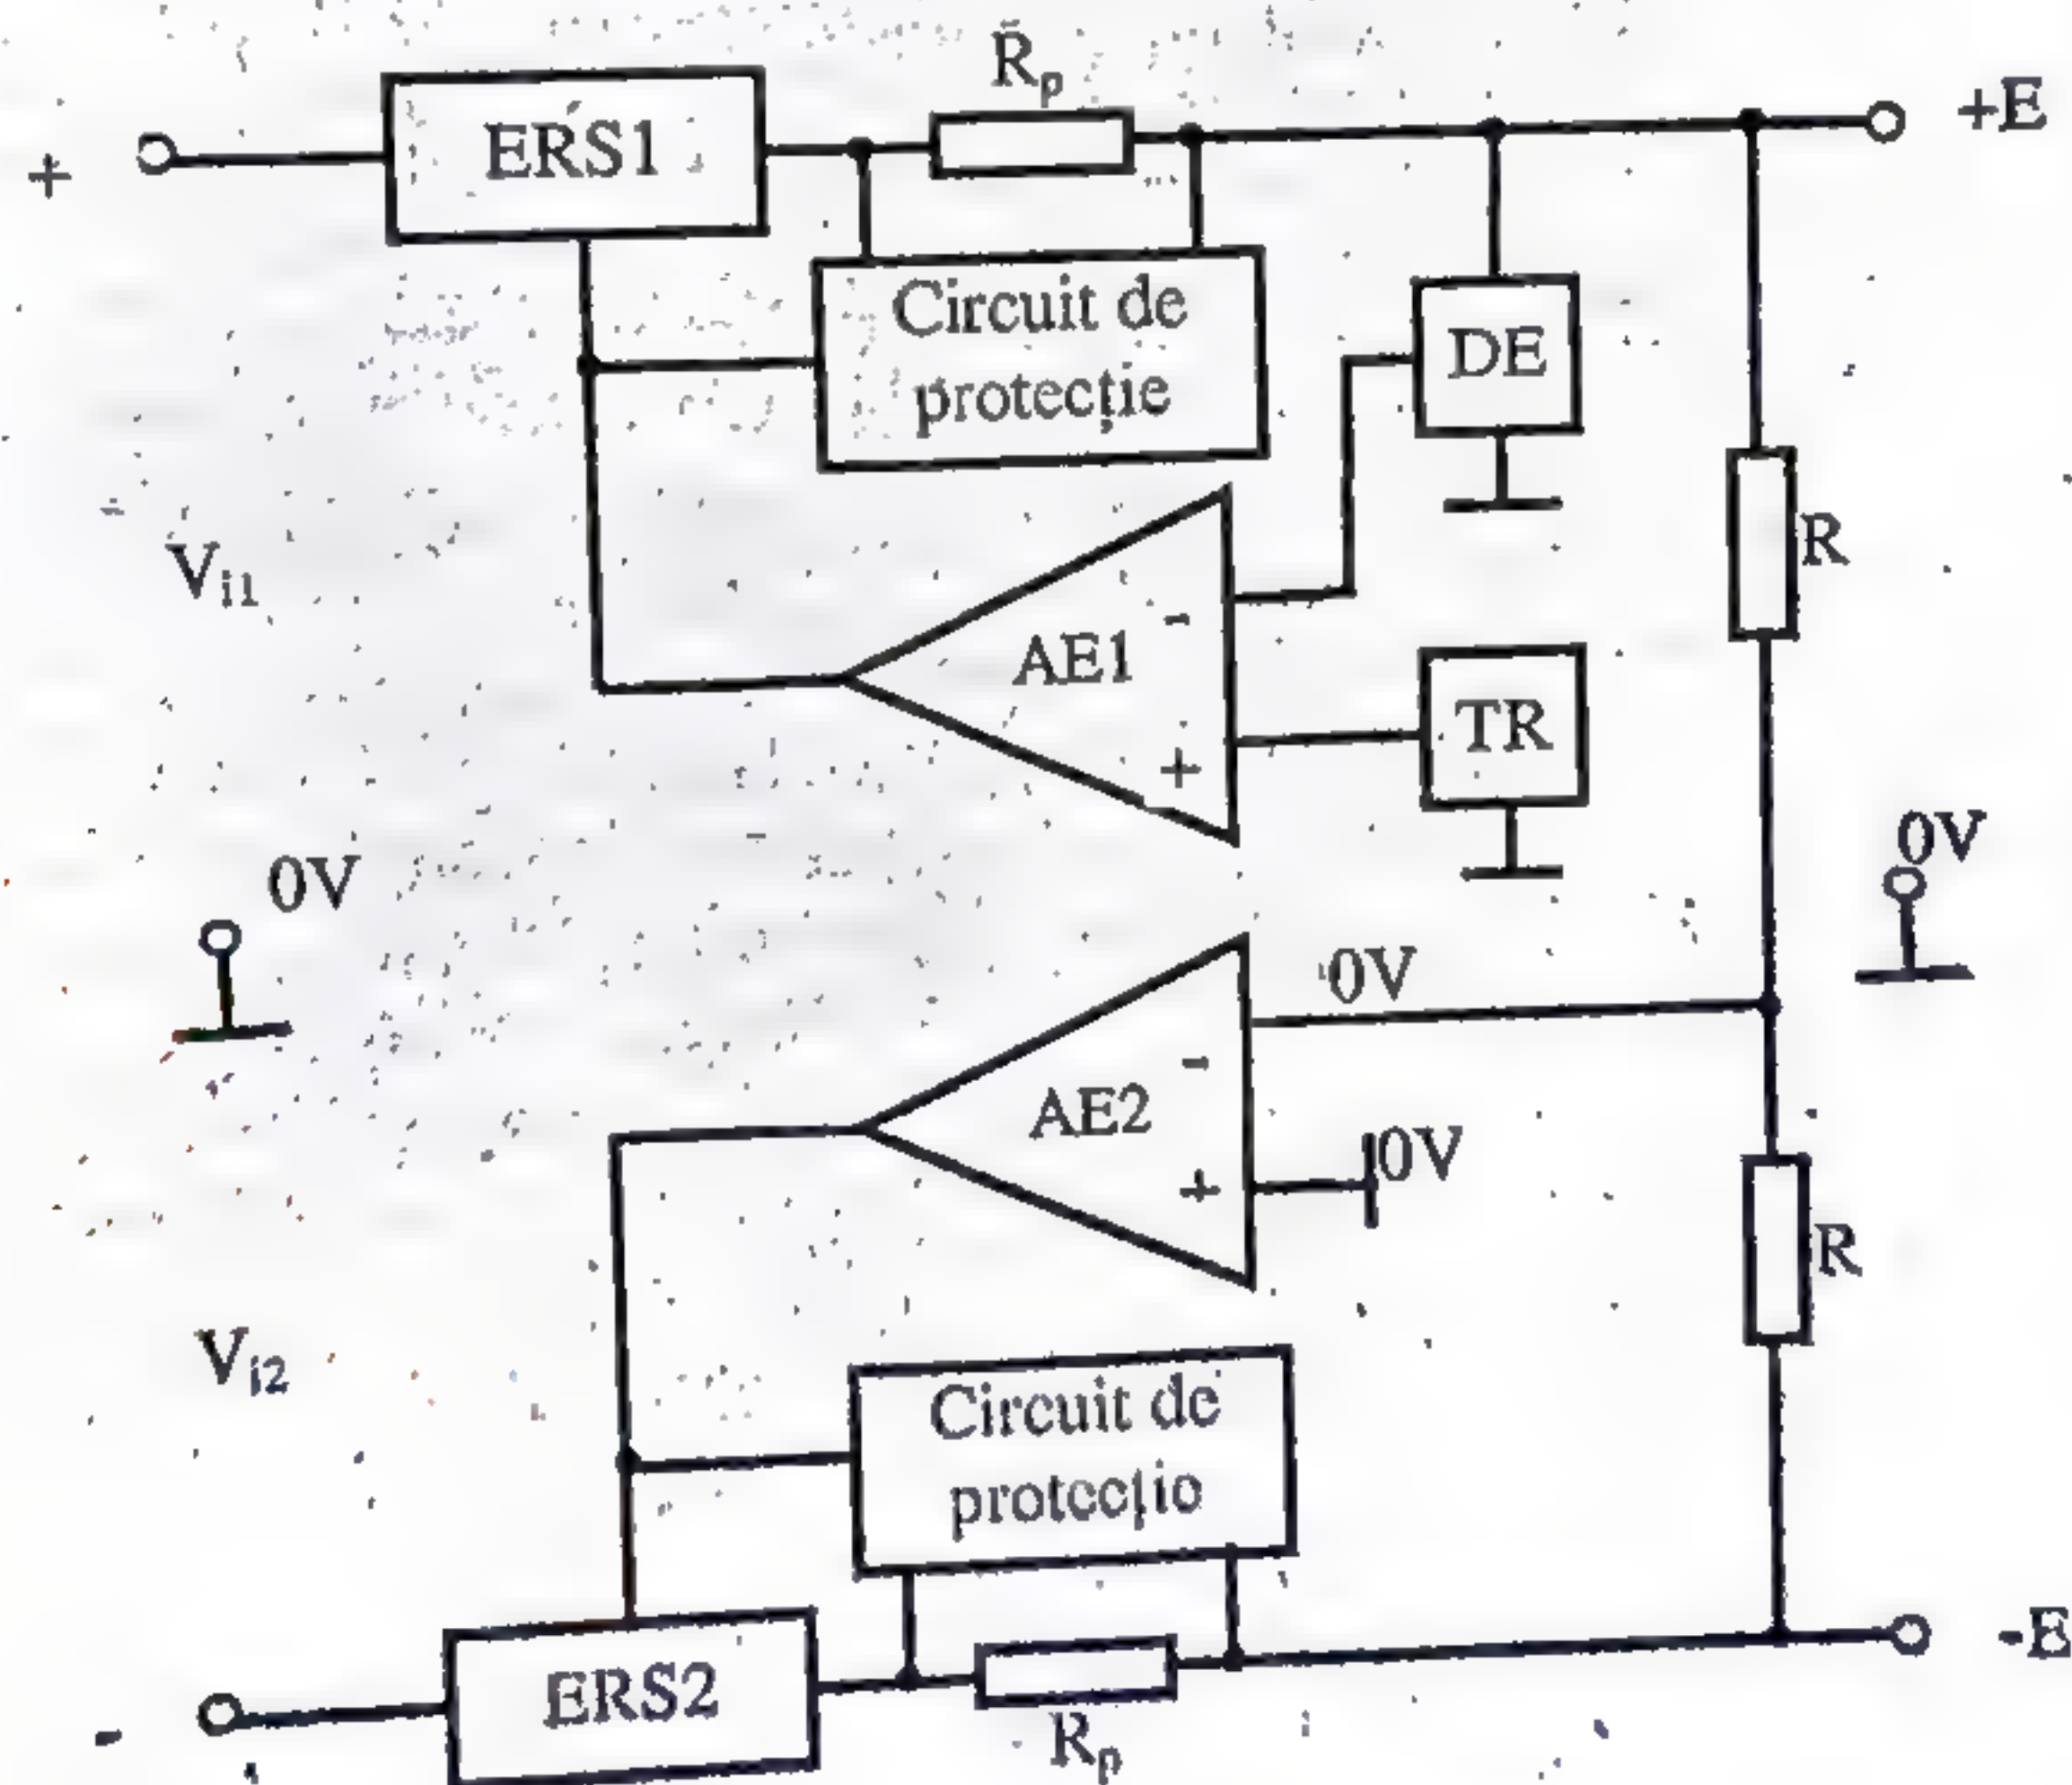 Rp
+E
+
ERS1
Circuit de
protecție
DE
R
Vi1
-
AE1
+
TR
0V
0V
0V
-
AE2
+
0V
R
Vi2
Circuit de
protecție
-E
-
ERS2
Rp